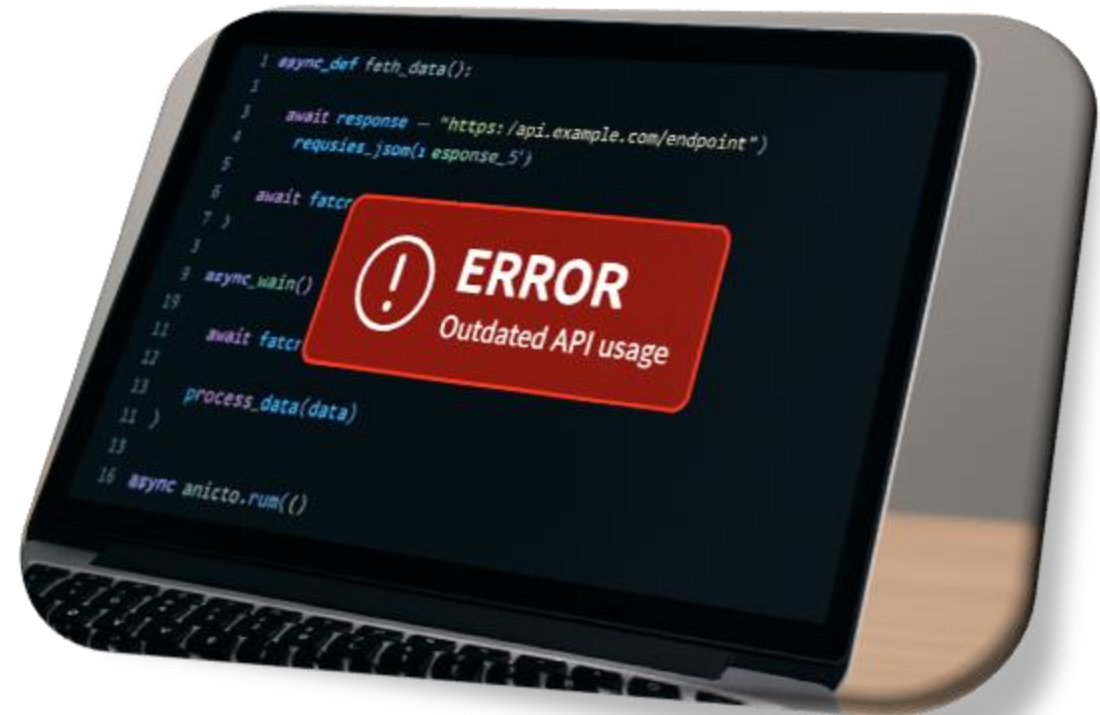 1 async_def feth_data():
2
3 await response — "https:/api.example.com/endpoint")
4 requsies_jsom(ı esponse_5')
5
6 await fatcr
7 )
3
9 async_wain()
19
11 await fatcr
12
13 process_data(data)
11 )
13
16 async anicto.rum(()
ERROR
Outdated API usage